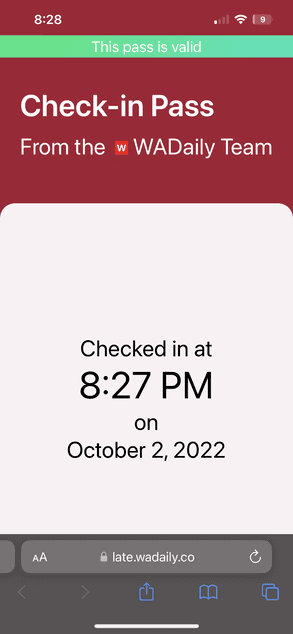 8:28
9
This pass is valid
Check-in Pass
From the W WADaily Team
Checked in at
8:27 PM
on
October 2, 2022
AA
late.wadaily.co